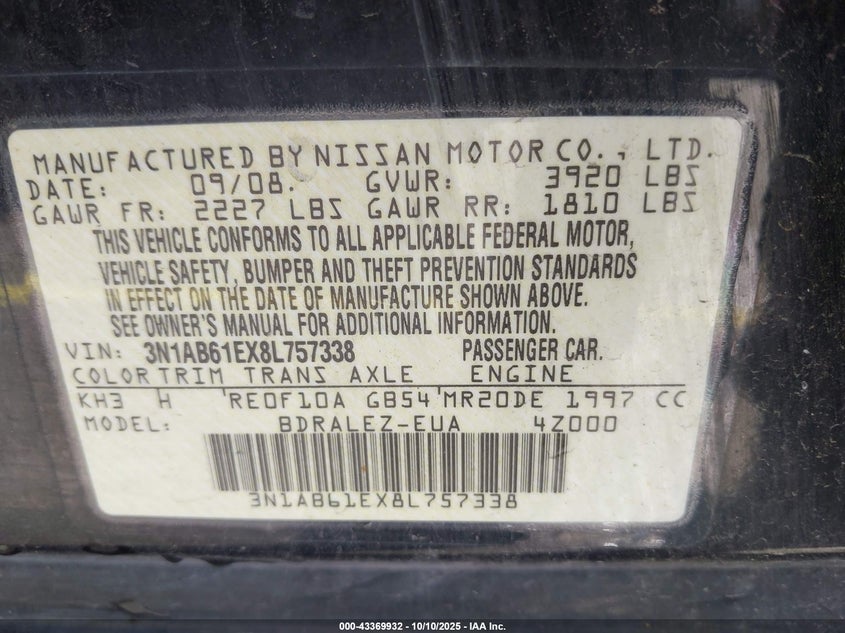 MANUFACTURED BY NISSAN MOTOR CO., LTD.
DATE: 09/08. GVWR: 3920 LBS
GAWR FR: 2227 LBS GAWR RR: 1810 LBS
THIS VEHICLE CONFORMS TO ALL APPLICABLE FEDERAL MOTOR,
VEHICLE SAFETY, BUMPER AND THEFT PREVENTION STANDARDS
IN EFFECT ON THE DATE OF MANUFACTURE SHOWN ABOVE.
SEE OWNER'S MANUAL FOR ADDITIONAL INFORMATION.
VIN: 3N1AB61EX8L757338 PASSENGER CAR.
COLOR TRIM TRANS AXLE ENGINE
KH3 H RE0F10A GB54 MR20DE 1997 CC
MODEL: BDRALEZ-EUA 4Z000
3N1AB61EX8L757338
000-43369932 - 10/10/2025 - IAA Inc.